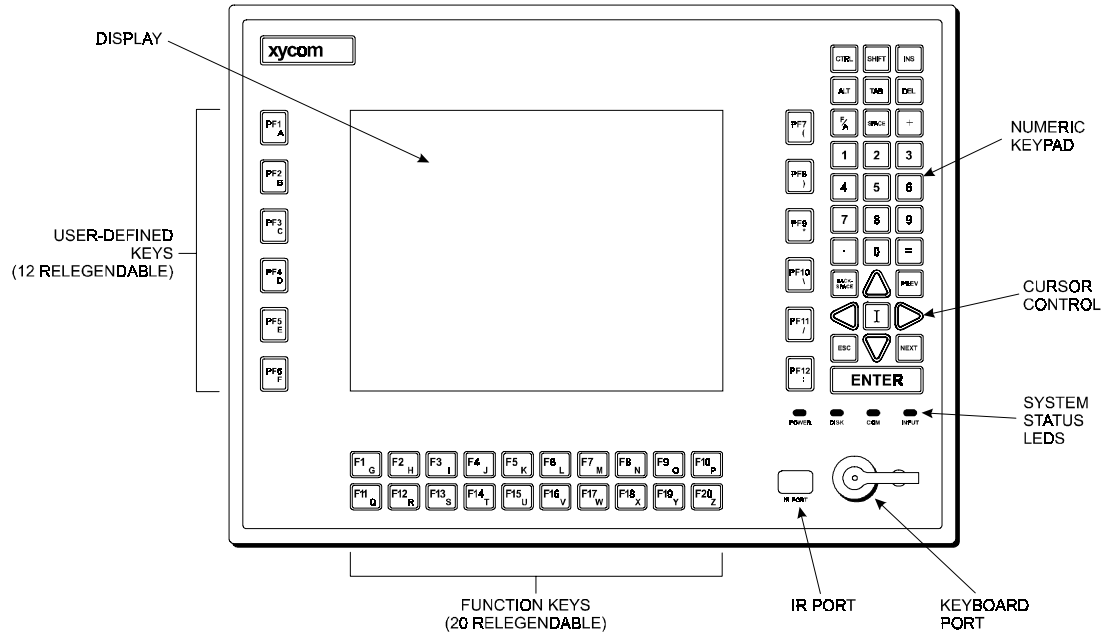 DISPLAY
xycom
USER-DEFINED
KEYS
(12 RELEGENDABLE)
PF1
A
PF2
B
PF3
C
PF4
D
PF5
E
PF6
F
PF7
(
PF8
)
PF9
*
PF10
\
PF11
/
PF12
:
CTRL SHIFT INS
ALT TAB DEL
F/A SPACE +
1 2 3
4 5 6
7 8 9
. 0 =
BACK-
SPACE
PREV
I
ESC NEXT
ENTER
POWER DISK COM INPUT
NUMERIC
KEYPAD
CURSOR
CONTROL
SYSTEM
STATUS
LEDS
F1 G F2 H F3 I F4 J F5 K F6 L F7 M F8 N F9 O F10 P
F11 Q F12 R F13 S F14 T F15 U F16 V F17 W F18 X F19 Y F20 Z
IR PORT
FUNCTION KEYS
(20 RELEGENDABLE)
IR PORT
KEYBOARD
PORT